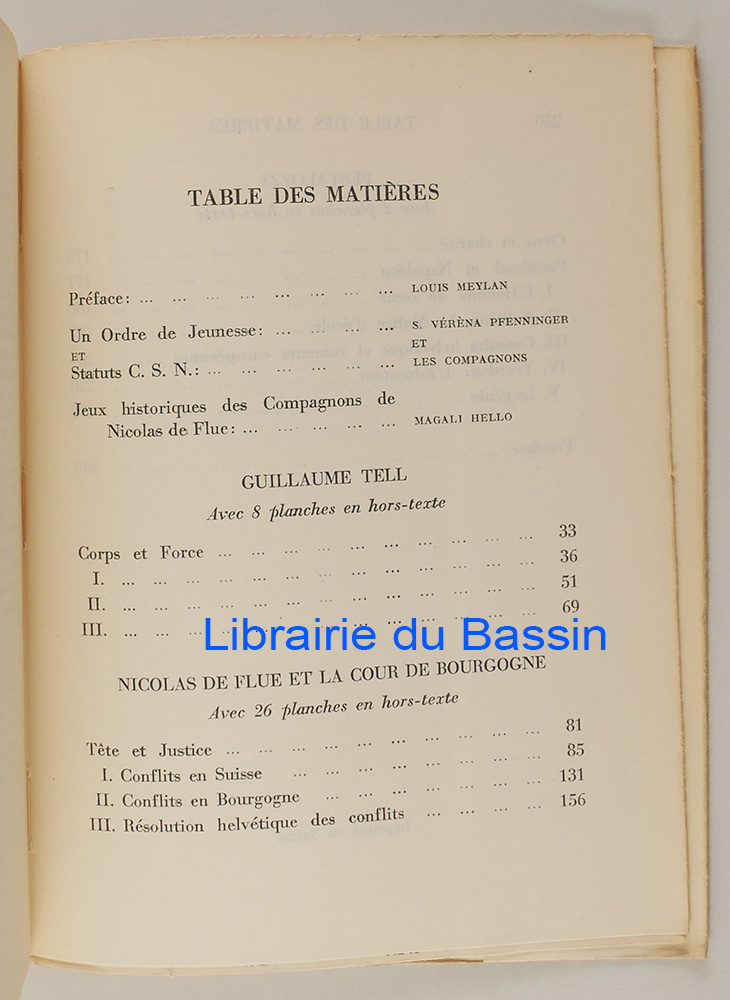 TABLE DES MATIÈRES
Préface: ... ... ... ... ... ... ... ... LOUIS MEYLAN
Un Ordre de Jeunesse: ... ... ... ... S. VÉRÈNA PFENNINGER
ET ET
Statuts C. S. N.: ... ... ... ... ... ... LES COMPAGNONS
Jeux historiques des Compagnons de
Nicolas de Flue: ... ... ... ... ... MAGALI HELLO
GUILLAUME TELL
Avec 8 planches en hors-texte
Corps et Force ... ... ... ... ... ... ... ... ... ... 33
I. ... ... ... ... ... ... ... ... ... ... ... ... ... 36
II. ... ... ... ... ... ... ... ... ... ... ... ... ... 51
III. ... ... ... ... ... ... ... ... ... ... ... ... ... 69
Librairie du Bassin
NICOLAS DE FLUE ET LA COUR DE BOURGOGNE
Avec 26 planches en hors-texte
Tête et Justice ... ... ... ... ... ... ... ... ... ... 81
I. Conflits en Suisse ... ... ... ... ... ... ... ... 85
II. Conflits en Bourgogne ... ... ... ... ... ... ... 131
III. Résolution helvétique des conflits ... ... ... ... 156